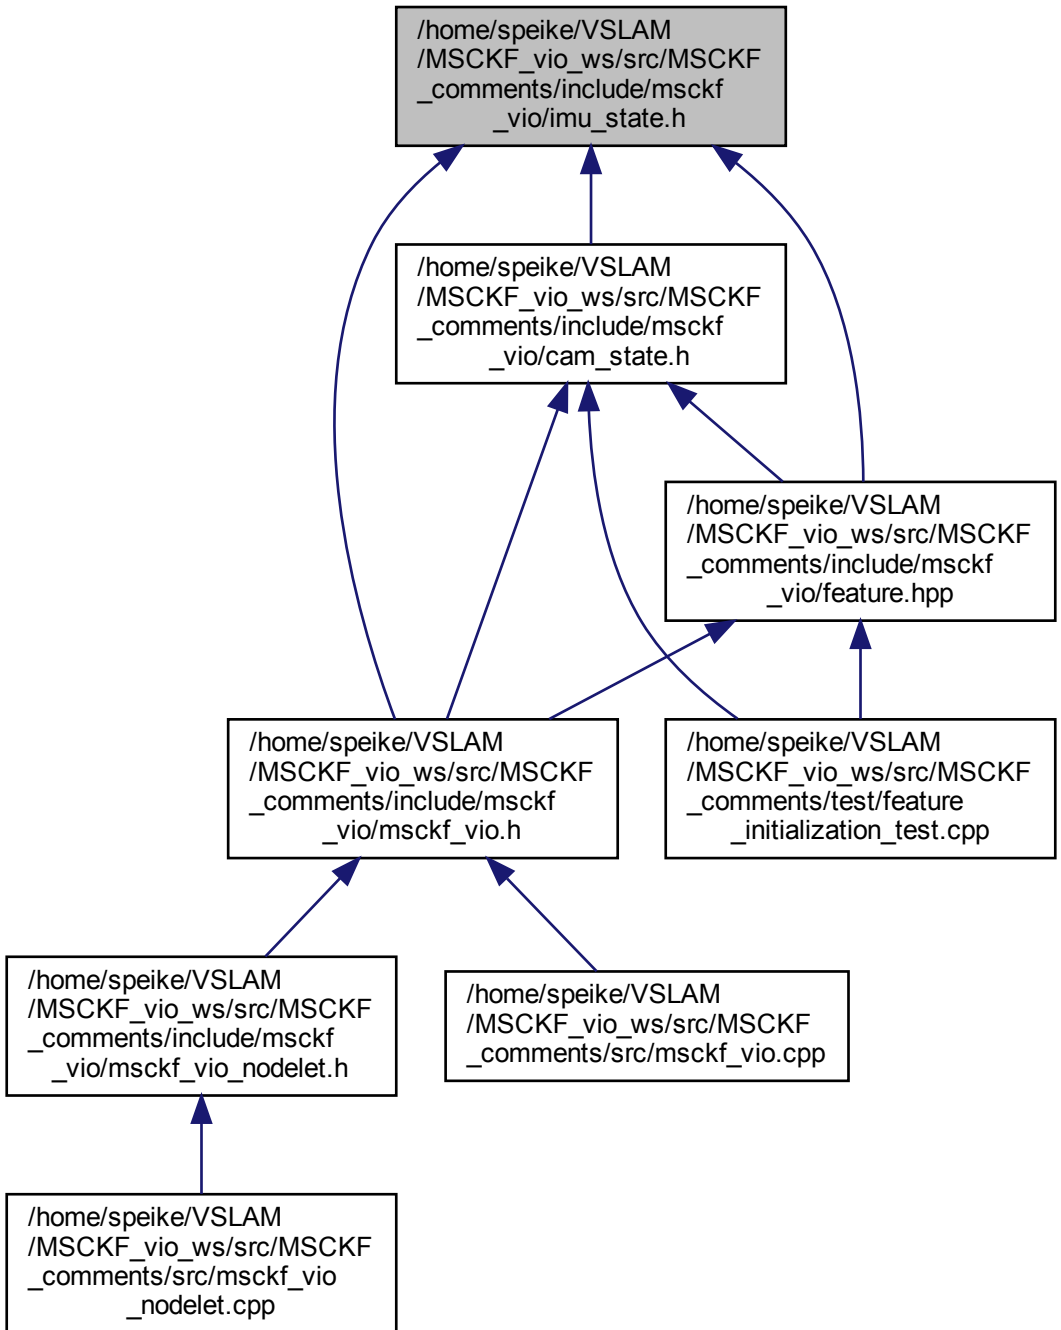 /home/speike/VSLAM
/MSCKF_vio_ws/src/MSCKF
_comments/include/msckf
_vio/imu_state.h
/home/speike/VSLAM
/MSCKF_vio_ws/src/MSCKF
_comments/include/msckf
_vio/cam_state.h
/home/speike/VSLAM
/MSCKF_vio_ws/src/MSCKF
_comments/include/msckf
_vio/feature.hpp
/home/speike/VSLAM
/MSCKF_vio_ws/src/MSCKF
_comments/include/msckf
_vio/msckf_vio.h
/home/speike/VSLAM
/MSCKF_vio_ws/src/MSCKF
_comments/test/feature
_initialization_test.cpp
/home/speike/VSLAM
/MSCKF_vio_ws/src/MSCKF
_comments/include/msckf
_vio/msckf_vio_nodelet.h
/home/speike/VSLAM
/MSCKF_vio_ws/src/MSCKF
_comments/src/msckf_vio.cpp
/home/speike/VSLAM
/MSCKF_vio_ws/src/MSCKF
_comments/src/msckf_vio
_nodelet.cpp